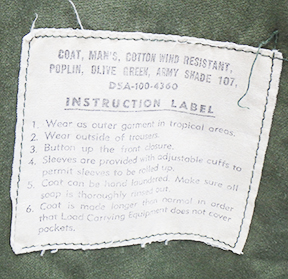 COAT, MAN'S, COTTON WIND RESISTANT,
POPLIN, OLIVE GREEN, ARMY SHADE 107,
DSA-100-4360
INSTRUCTION LABEL
1. Wear as outer garment in tropical areas.
2. Wear outside of trousers.
3. Button up the front closure.
4. Sleeves are provided with adjustable cuffs to
permit sleeves to be rolled up.
5. Coat can be hand laundered. Make sure all
soap is thoroughly rinsed out.
6. Coat is made longer than normal in order
that Load Carrying Equipment does not cover
pockets.